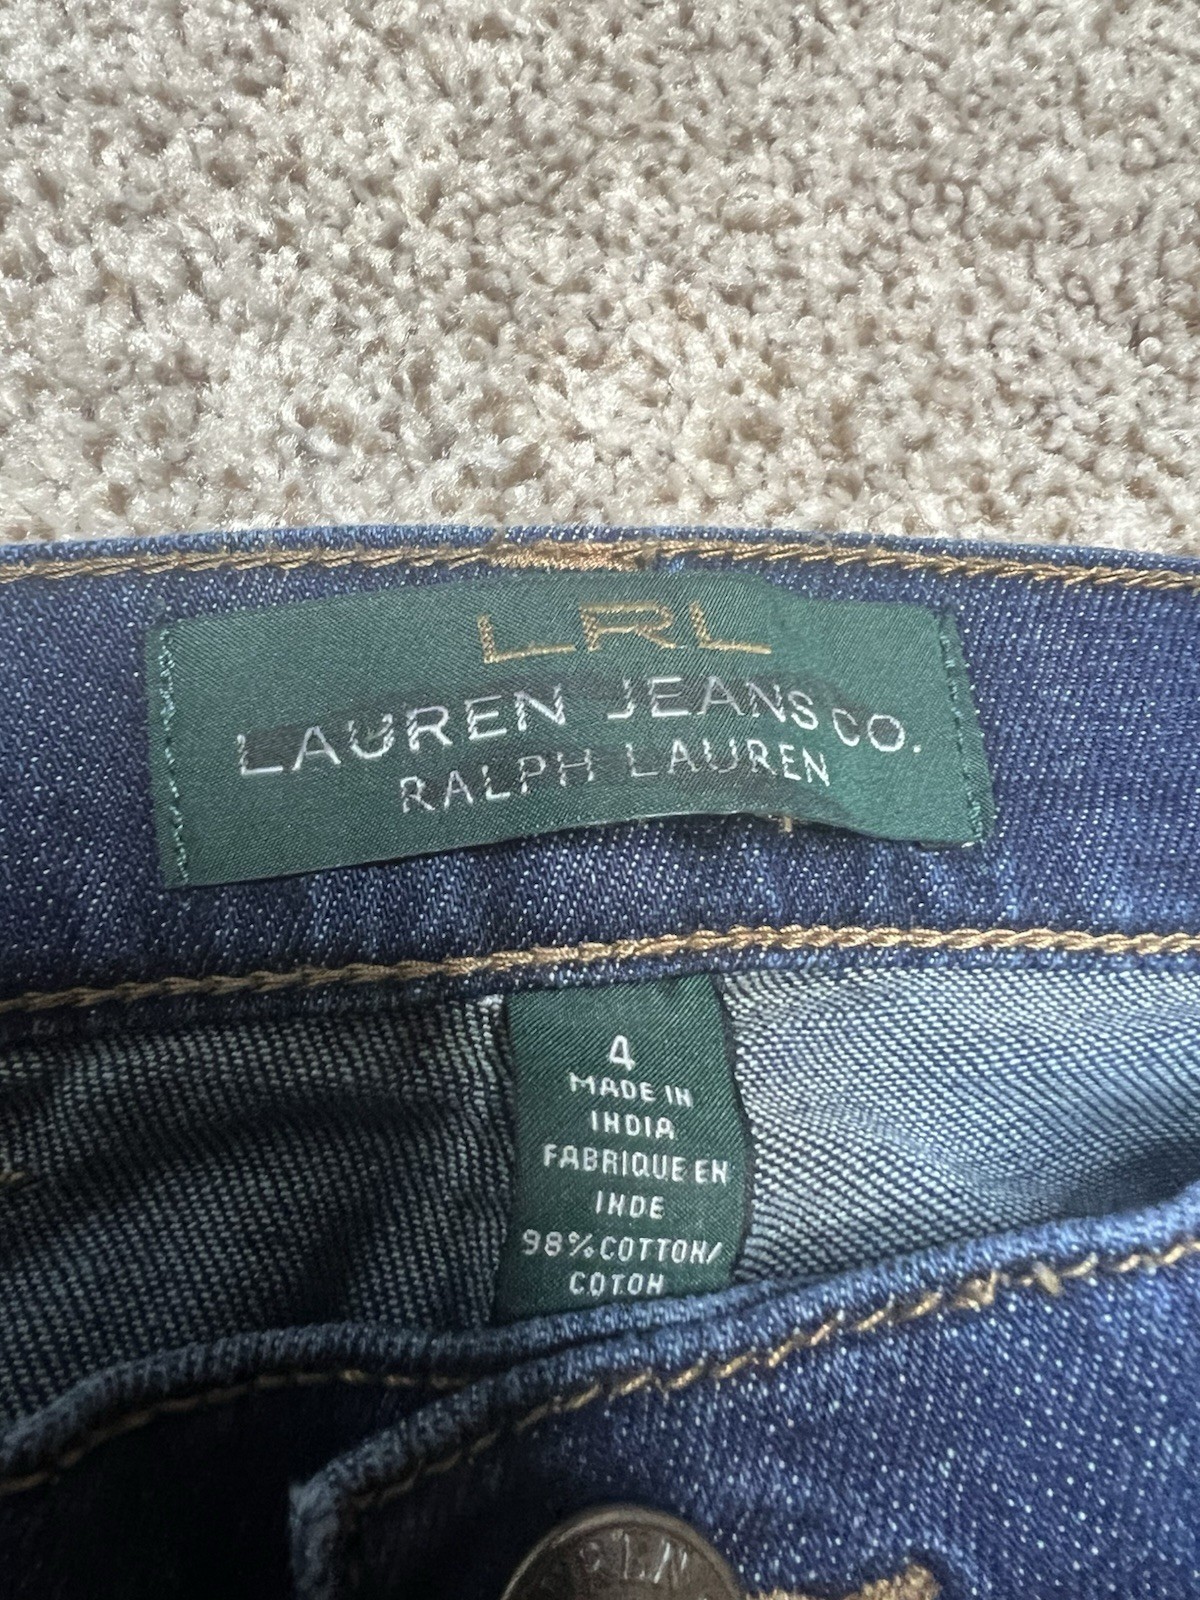 LRL
LAUREN JEANS CO.
RALPH LAUREN
4
MADE IN
INDIA
FABRIQUE EN
INDE
98% COTTON/
COTON